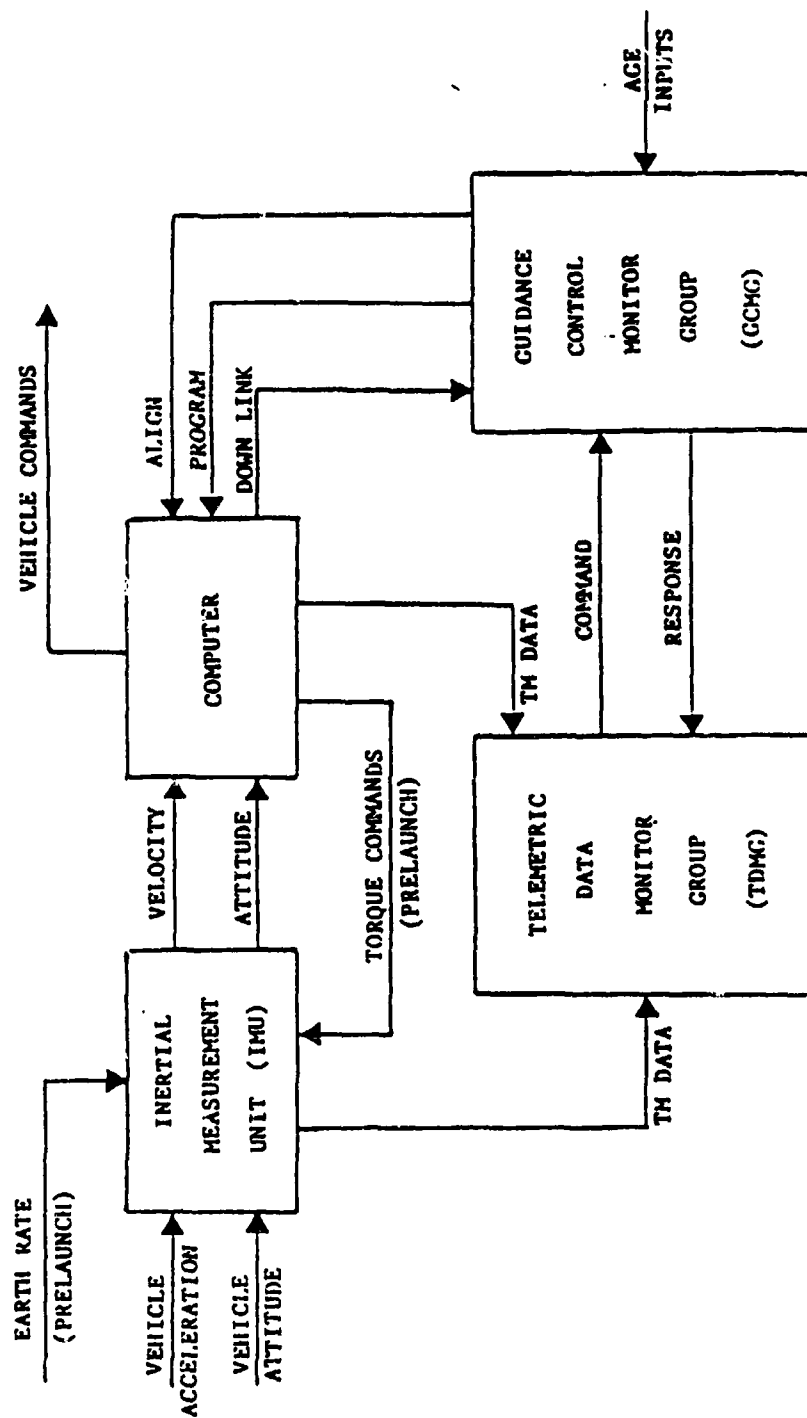 EARTH RATE
(PRELAUNCH)
VEHICLE
ACCELERATION
VEHICLE
ATTITUDE
INERTIAL
MEASUREMENT
UNIT (IMU)
VELOCITY
ATTITUDE
TORQUE COMMANDS
(PRELAUNCH)
COMPUTER
VEHICLE COMMANDS
ALIGN
PROGRAM
DOWN LINK
TM DATA
TM DATA
TELEMETRIC
DATA
MONITOR
GROUP
(TDMG)
COMMAND
RESPONSE
GUIDANCE
CONTROL
MONITOR
GROUP
(GCMG)
AGE
INPUTS